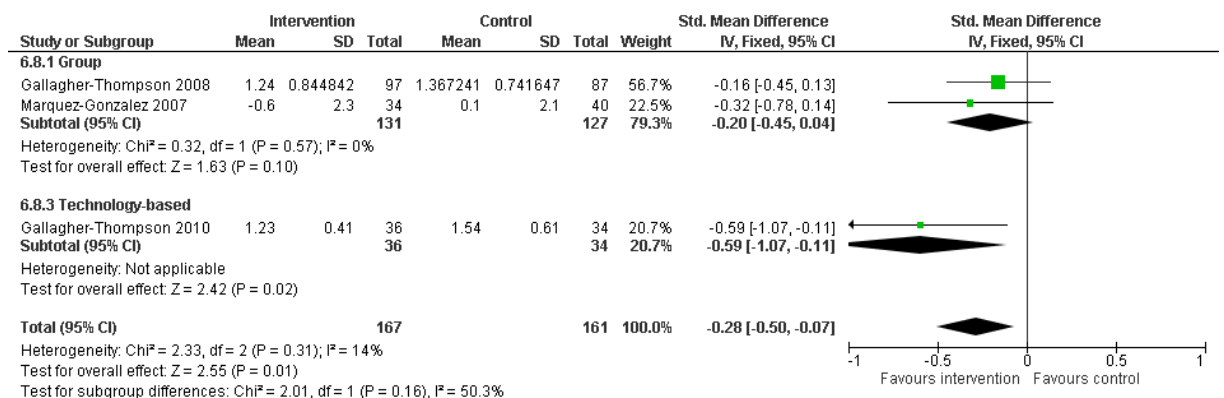 Intervention Control Std. Mean Difference Std. Mean Difference
Study or Subgroup Mean SD Total Mean SD Total Weight IV, Fixed, 95% CI IV, Fixed, 95% CI
6.8.1 Group
Gallagher-Thompson 2008 1.24 0.844842 97 1.367241 0.741647 87 56.7% -0.16 [-0.45, 0.13]
Marquez-Gonzalez 2007 -0.6 2.3 34 0.1 2.1 40 22.5% -0.32 [-0.78, 0.14]
Subtotal (95% CI) 131 127 79.3% -0.20 [-0.45, 0.04]
Heterogeneity: Chi² = 0.32, df = 1 (P = 0.57); I² = 0%
Test for overall effect: Z = 1.63 (P = 0.10)
6.8.3 Technology-based
Gallagher-Thompson 2010 1.23 0.41 36 1.54 0.61 34 20.7% -0.59 [-1.07, -0.11]
Subtotal (95% CI) 36 34 20.7% -0.59 [-1.07, -0.11]
Heterogeneity: Not applicable
Test for overall effect: Z = 2.42 (P = 0.02)
Total (95% CI) 167 161 100.0% -0.28 [-0.50, -0.07]
Heterogeneity: Chi² = 2.33, df = 2 (P = 0.31); I² = 14%
Test for overall effect: Z = 2.55 (P = 0.01)
Test for subgroup differences: Chi² = 2.01, df = 1 (P = 0.16), I² = 50.3%
-1 -0.5 0 0.5 1
Favours intervention Favours control